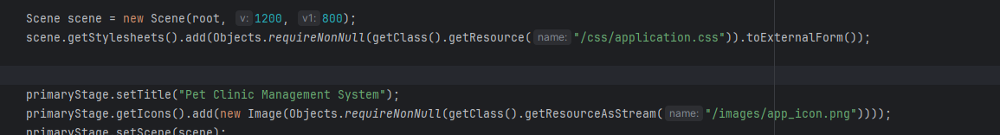 Scene scene = new Scene(root, v: 1200, v1: 800);
scene.getStylesheets().add(Objects.requireNonNull(getClass().getResource( name: "/css/application.css")).toExternalForm());
primaryStage.setTitle("Pet Clinic Management System");
primaryStage.getIcons().add(new Image(Objects.requireNonNull(getClass().getResourceAsStream( name: "/images/app_icon.png"))));
primaryStage.setScene(scene);